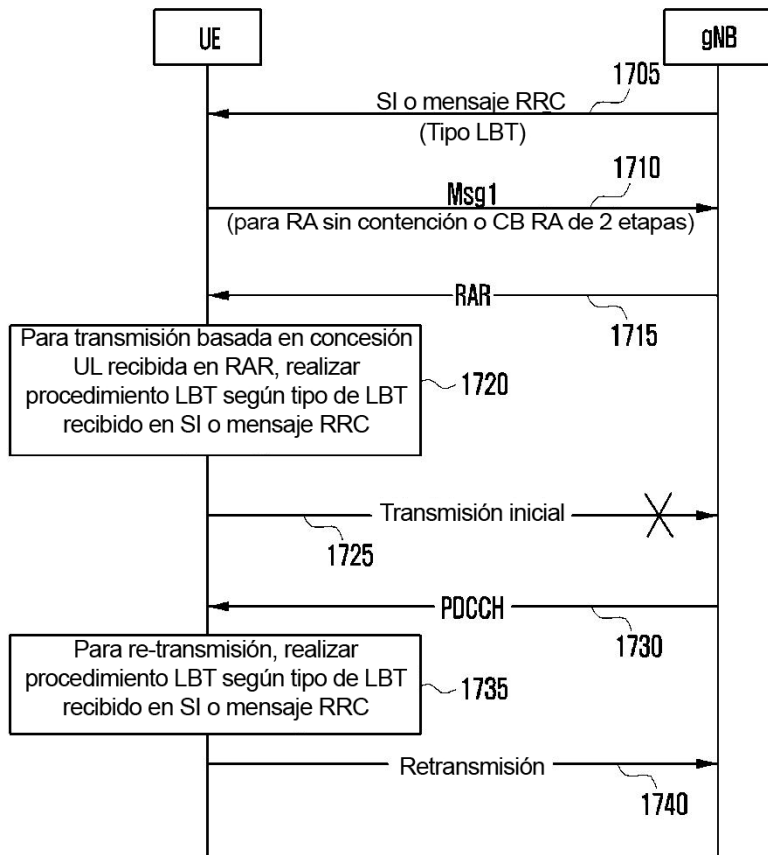 UE
gNB
1705
SI o mensaje RRC
(Tipo LBT)
1710
Msg1
(para RA sin contención o CB RA de 2 etapas)
RAR
1715
Para transmisión basada en concesión
UL recibida en RAR, realizar
procedimiento LBT según tipo de LBT
recibido en SI o mensaje RRC
1720
Transmisión inicial
1725
PDCCH
1730
Para re-transmisión, realizar
procedimiento LBT según tipo de LBT
recibido en SI o mensaje RRC
1735
Retransmisión
1740